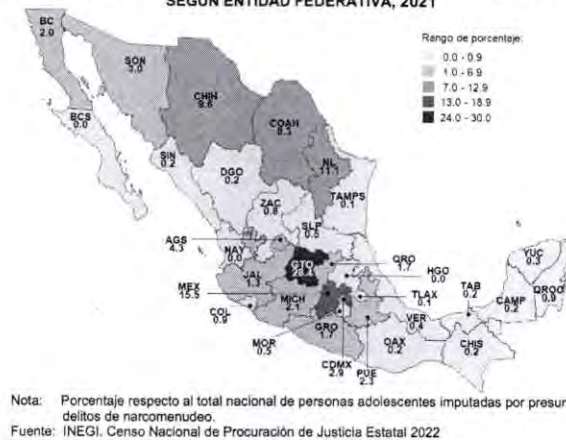 SEGÚN ENTIDAD FEDERATIVA, 2021
Rango de porcentaje:
0.0 - 0.9
1.0 - 6.9
7.0 - 12.9
13.0 - 18.9
24.0 - 30.0
BC
2.0
SON
3.0
CHIH
9.6
COAH
8.3
BCS
0.0
SIN
0.2
DGO
0.2
NL
11.1
TAMPS
0.1
ZAC
0.8
SLP
AGS
4.3
NAY
0.0
GTO
QRO
1.7
HGO
0.0
YUC
0.3
JAL
1.3
MEX
15.5
MICH
2.1
TLAX
0.1
TAB
0.2
CAMP
0.2
QROO
0.9
COL
0.9
VER
0.4
GRO
1.7
MOR
0.5
OAX
0.2
CHIS
0.2
CDMX
2.9
PUE
2.3
Nota: Porcentaje respecto al total nacional de personas adolescentes imputadas por presun
delitos de narcomenudeo.
Fuente: INEGI. Censo Nacional de Procuración de Justicia Estatal 2022